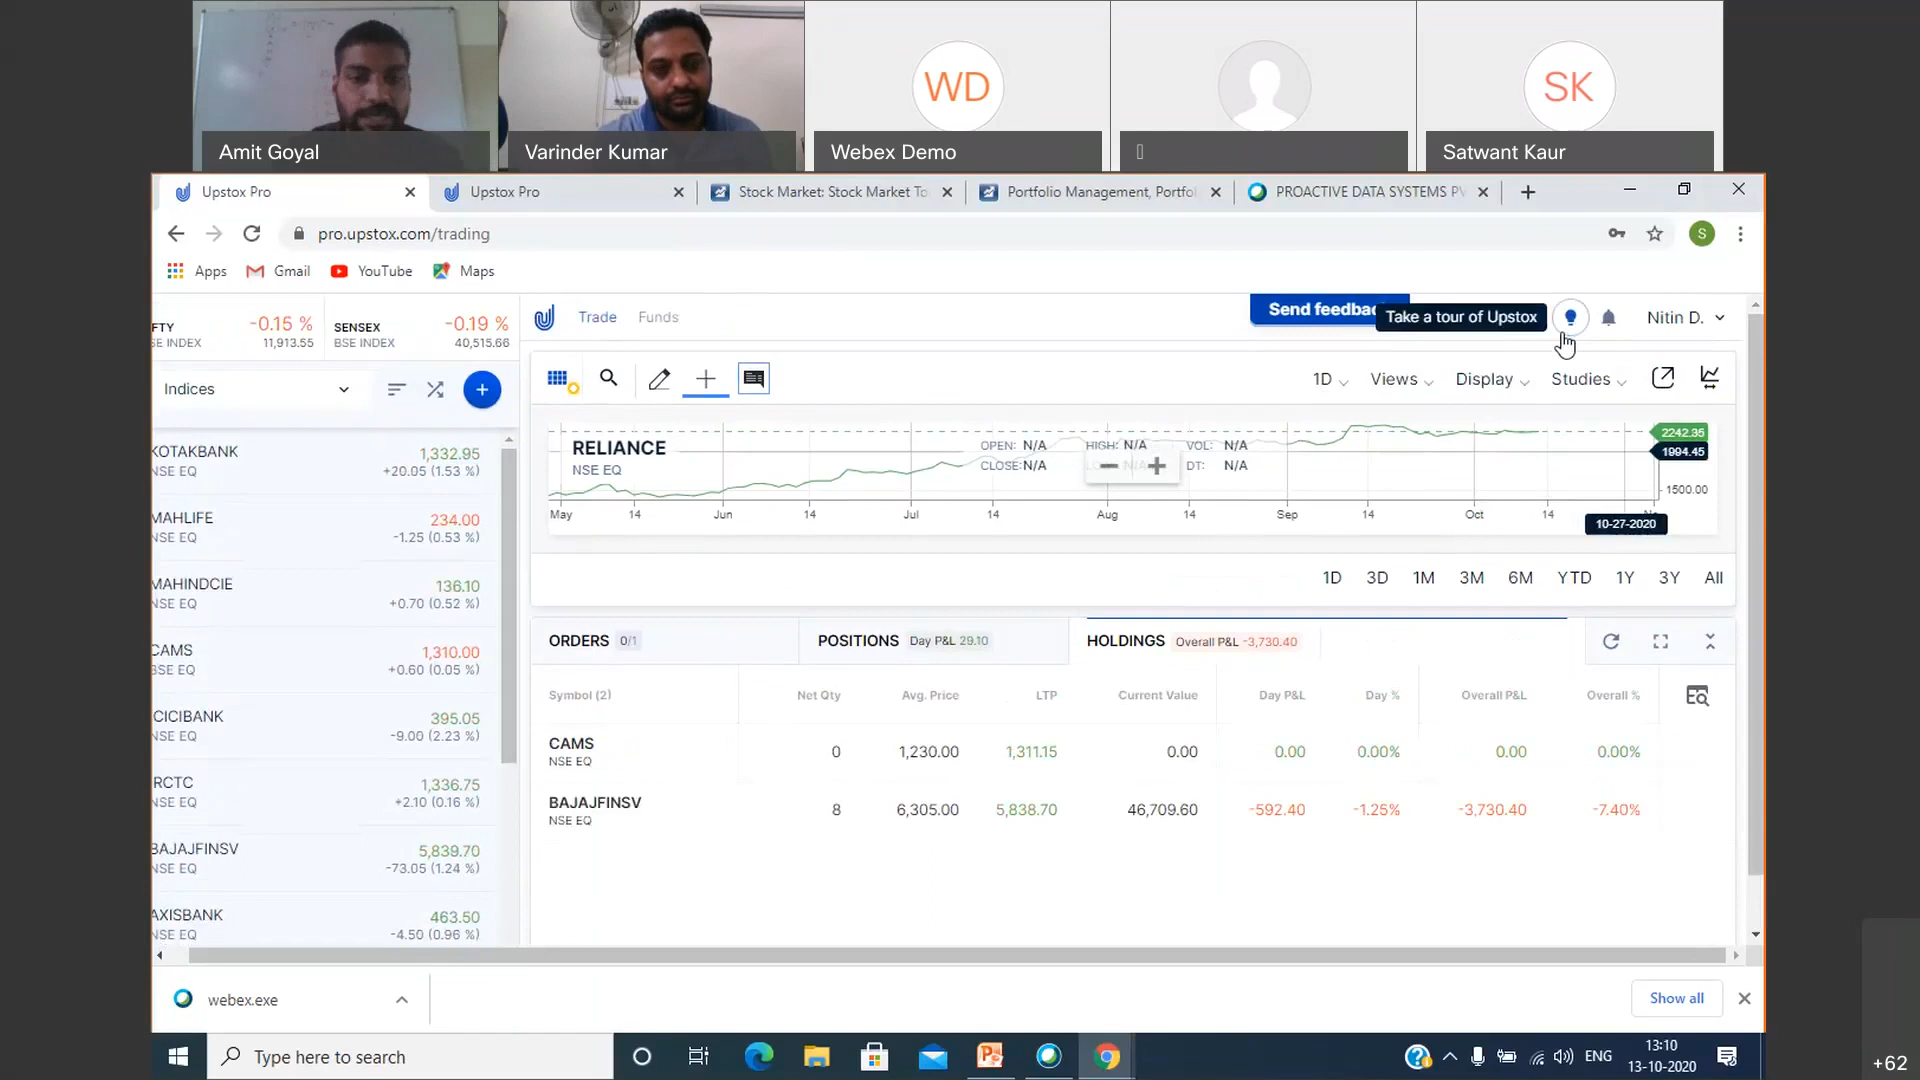 Amit Goyal
Varinder Kumar
WD
Webex Demo
SK
Satwant Kaur
Upstox Pro
Upstox Pro
Stock Market: Stock Market To
Portfolio Management, Portfo
PROACTIVE DATA SYSTEMS PV
pro.upstox.com/trading
S
Apps
Gmail
YouTube
Maps
FTY -0.15 %
SE INDEX 11,913.55
SENSEX -0.19 %
BSE INDEX 40,515.66
Trade
Funds
Send feedbac
Take a tour of Upstox
Nitin D.
Indices
1D
Views
Display
Studies
KOTAKBANK 1,332.95
NSE EQ +20.05 (1.53 %)
MAHLIFE 234.00
NSE EQ -1.25 (0.53 %)
MAHINDCIE 136.10
NSE EQ +0.70 (0.52 %)
CAMS 1,310.00
BSE EQ +0.60 (0.05 %)
CICIBANK 395.05
NSE EQ -9.00 (2.23 %)
RCTC 1,336.75
NSE EQ +2.10 (0.16 %)
BAJAJFINSV 5,839.70
NSE EQ -73.05 (1.24 %)
AXISBANK 463.50
NSE EQ -4.50 (0.96 %)
RELIANCE
NSE EQ
OPEN: N/A HIGH: N/A VOL: N/A
CLOSE: N/A DT: N/A
2242.35
1994.45
1500.00
May 14 Jun 14 Jul 14 Aug 14 Sep 14 Oct 14
10-27-2020
1D 3D 1M 3M 6M YTD 1Y 3Y All
ORDERS 0/1
POSITIONS Day P&L 29.10
HOLDINGS Overall P&L -3,730.40
Symbol (2) Net Qty Avg. Price LTP Current Value Day P&L Day % Overall P&L Overall %
CAMS 0 1,230.00 1,311.15 0.00 0.00 0.00% 0.00 0.00%
NSE EQ
BAJAJFINSV 8 6,305.00 5,838.70 46,709.60 -592.40 -1.25% -3,730.40 -7.40%
NSE EQ
webex.exe
Show all
Type here to search
ENG
13:10
13-10-2020
+62